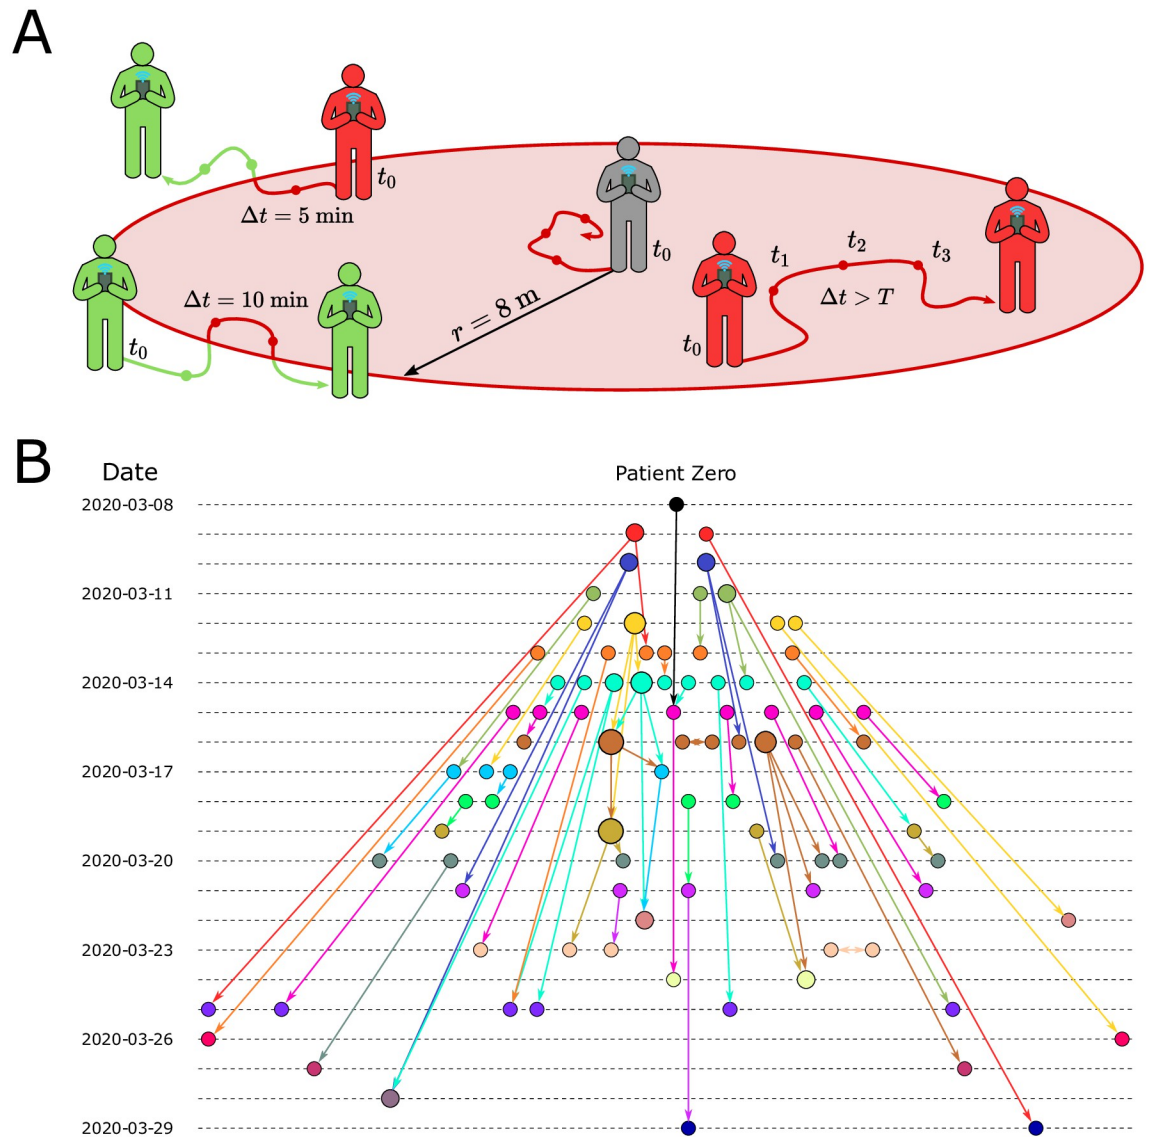 A
t₀
Δt = 5 min
t₀
t₁
t₂
t₃
Δt = 10 min
Δt > T
r = 8 m
t₀
t₀
B
Date
Patient Zero
2020-03-08
2020-03-11
2020-03-14
2020-03-17
2020-03-20
2020-03-23
2020-03-26
2020-03-29